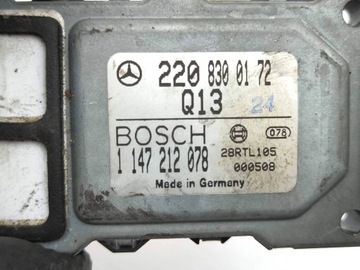 220 830 01 72
Q13 24
BOSCH 078
1 147 212 078 28RTL105
000508
Made in Germany